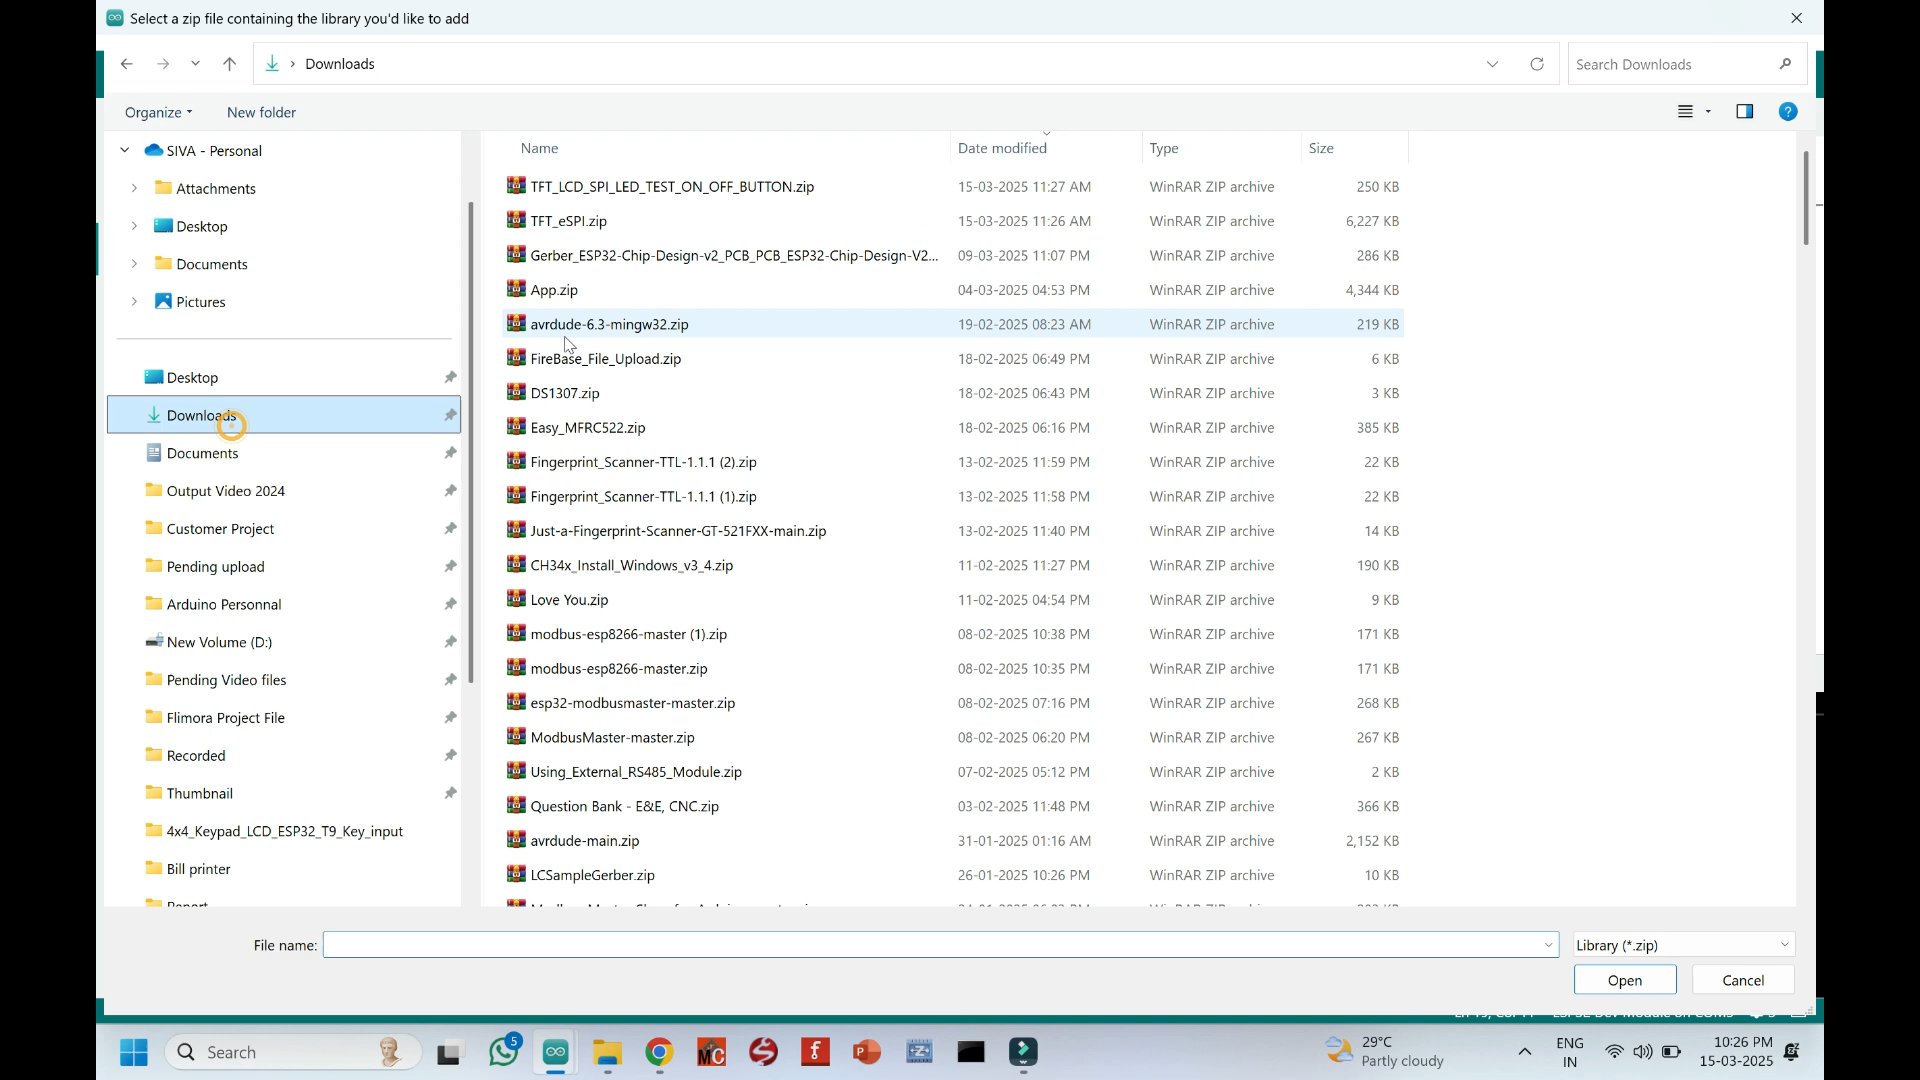 Select a zip file containing the library you'd like to add
Downloads
Search Downloads
Organize
New folder
SIVA - Personal
Attachments
Desktop
Documents
Pictures
Desktop
Downloads
Documents
Output Video 2024
Customer Project
Pending upload
Arduino Personnal
New Volume (D:)
Pending Video files
Flimora Project File
Recorded
Thumbnail
4x4_Keypad_LCD_ESP32_T9_Key_input
Bill printer
Report
Name Date modified Type Size
TFT_LCD_SPI_LED_TEST_ON_OFF_BUTTON.zip 15-03-2025 11:27 AM WinRAR ZIP archive 250 KB
TFT_eSPI.zip 15-03-2025 11:26 AM WinRAR ZIP archive 6,227 KB
Gerber_ESP32-Chip-Design-v2_PCB_PCB_ESP32-Chip-Design-V2... 09-03-2025 11:07 PM WinRAR ZIP archive 286 KB
App.zip 04-03-2025 04:53 PM WinRAR ZIP archive 4,344 KB
avrdude-6.3-mingw32.zip 19-02-2025 08:23 AM WinRAR ZIP archive 219 KB
FireBase_File_Upload.zip 18-02-2025 06:49 PM WinRAR ZIP archive 6 KB
DS1307.zip 18-02-2025 06:43 PM WinRAR ZIP archive 3 KB
Easy_MFRC522.zip 18-02-2025 06:16 PM WinRAR ZIP archive 385 KB
Fingerprint_Scanner-TTL-1.1.1 (2).zip 13-02-2025 11:59 PM WinRAR ZIP archive 22 KB
Fingerprint_Scanner-TTL-1.1.1 (1).zip 13-02-2025 11:58 PM WinRAR ZIP archive 22 KB
Just-a-Fingerprint-Scanner-GT-521FXX-main.zip 13-02-2025 11:40 PM WinRAR ZIP archive 14 KB
CH34x_Install_Windows_v3_4.zip 11-02-2025 11:27 PM WinRAR ZIP archive 190 KB
Love You.zip 11-02-2025 04:54 PM WinRAR ZIP archive 9 KB
modbus-esp8266-master (1).zip 08-02-2025 10:38 PM WinRAR ZIP archive 171 KB
modbus-esp8266-master.zip 08-02-2025 10:35 PM WinRAR ZIP archive 171 KB
esp32-modbusmaster-master.zip 08-02-2025 07:16 PM WinRAR ZIP archive 268 KB
ModbusMaster-master.zip 08-02-2025 06:20 PM WinRAR ZIP archive 267 KB
Using_External_RS485_Module.zip 07-02-2025 05:12 PM WinRAR ZIP archive 2 KB
Question Bank - E&E, CNC.zip 03-02-2025 11:48 PM WinRAR ZIP archive 366 KB
avrdude-main.zip 31-01-2025 01:16 AM WinRAR ZIP archive 2,152 KB
LCSampleGerber.zip 26-01-2025 10:26 PM WinRAR ZIP archive 10 KB
File name:
Library (*.zip)
Open
Cancel
Search
5
29°C
Partly cloudy
ENG
IN
10:26 PM
15-03-2025